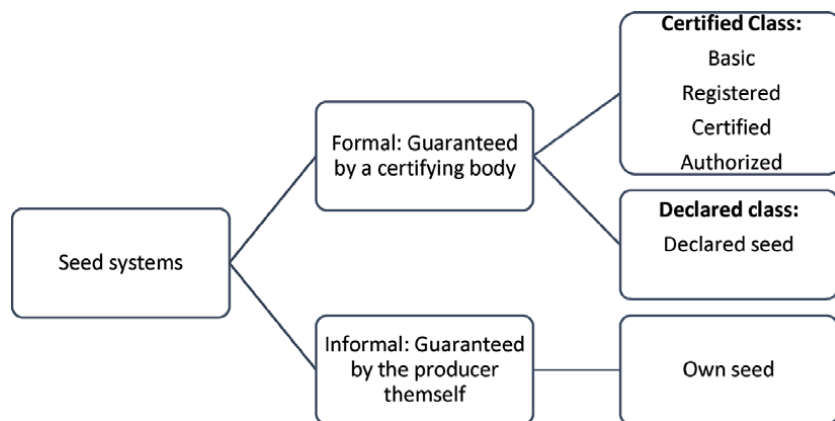 Seed systems
Formal: Guaranteed
by a certifying body
Certified Class:
Basic
Registered
Certified
Authorized
Declared class:
Declared seed
Informal: Guaranteed
by the producer
themself
Own seed